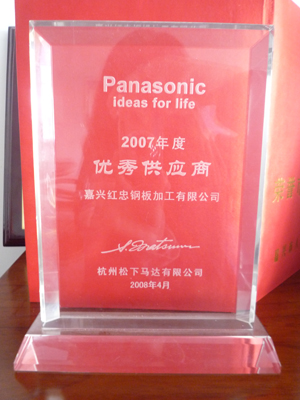 Panasonic
ideas for life
2007年度
优秀供应商
嘉兴红忠钢板加工有限公司
杭州松下马达有限公司
2008年4月